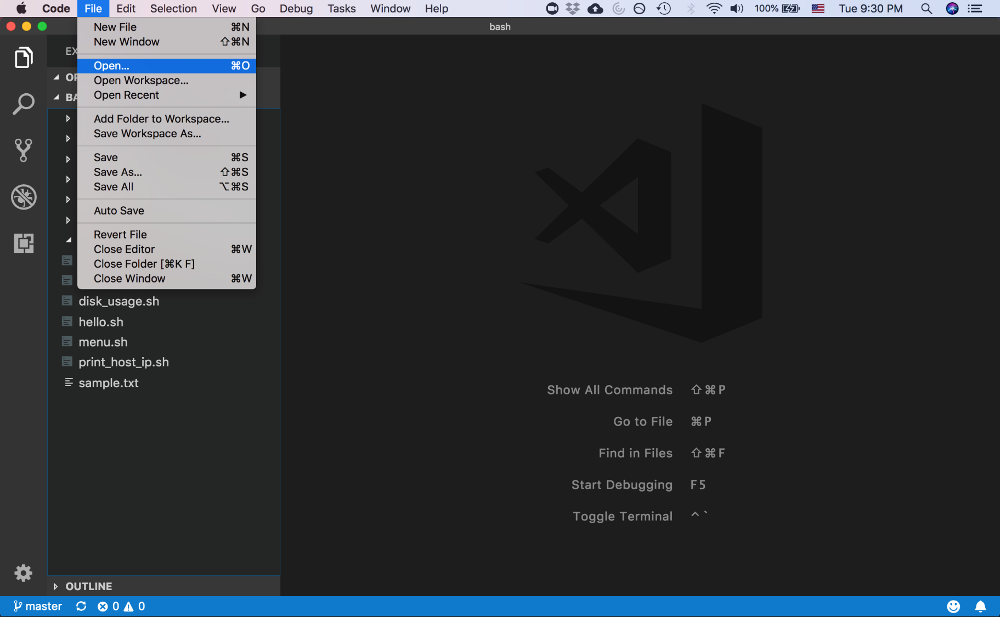 Code File Edit Selection View Go Debug Tasks Window Help 100% Tue 9:30 PM
bash
New File ⌘N
New Window ⇧⌘N
EX
Open... ⌘O
OP
Open Workspace...
Open Recent ▶
BA
Add Folder to Workspace...
Save Workspace As...
Save ⌘S
Save As... ⇧⌘S
Save All ⌥⌘S
Auto Save
Revert File
Close Editor ⌘W
Close Folder [⌘K F]
Close Window ⌘W
disk_usage.sh
hello.sh
menu.sh
print_host_ip.sh
sample.txt
Show All Commands ⇧⌘P
Go to File ⌘P
Find in Files ⇧⌘F
Start Debugging F5
Toggle Terminal ^`
OUTLINE
master 0 0